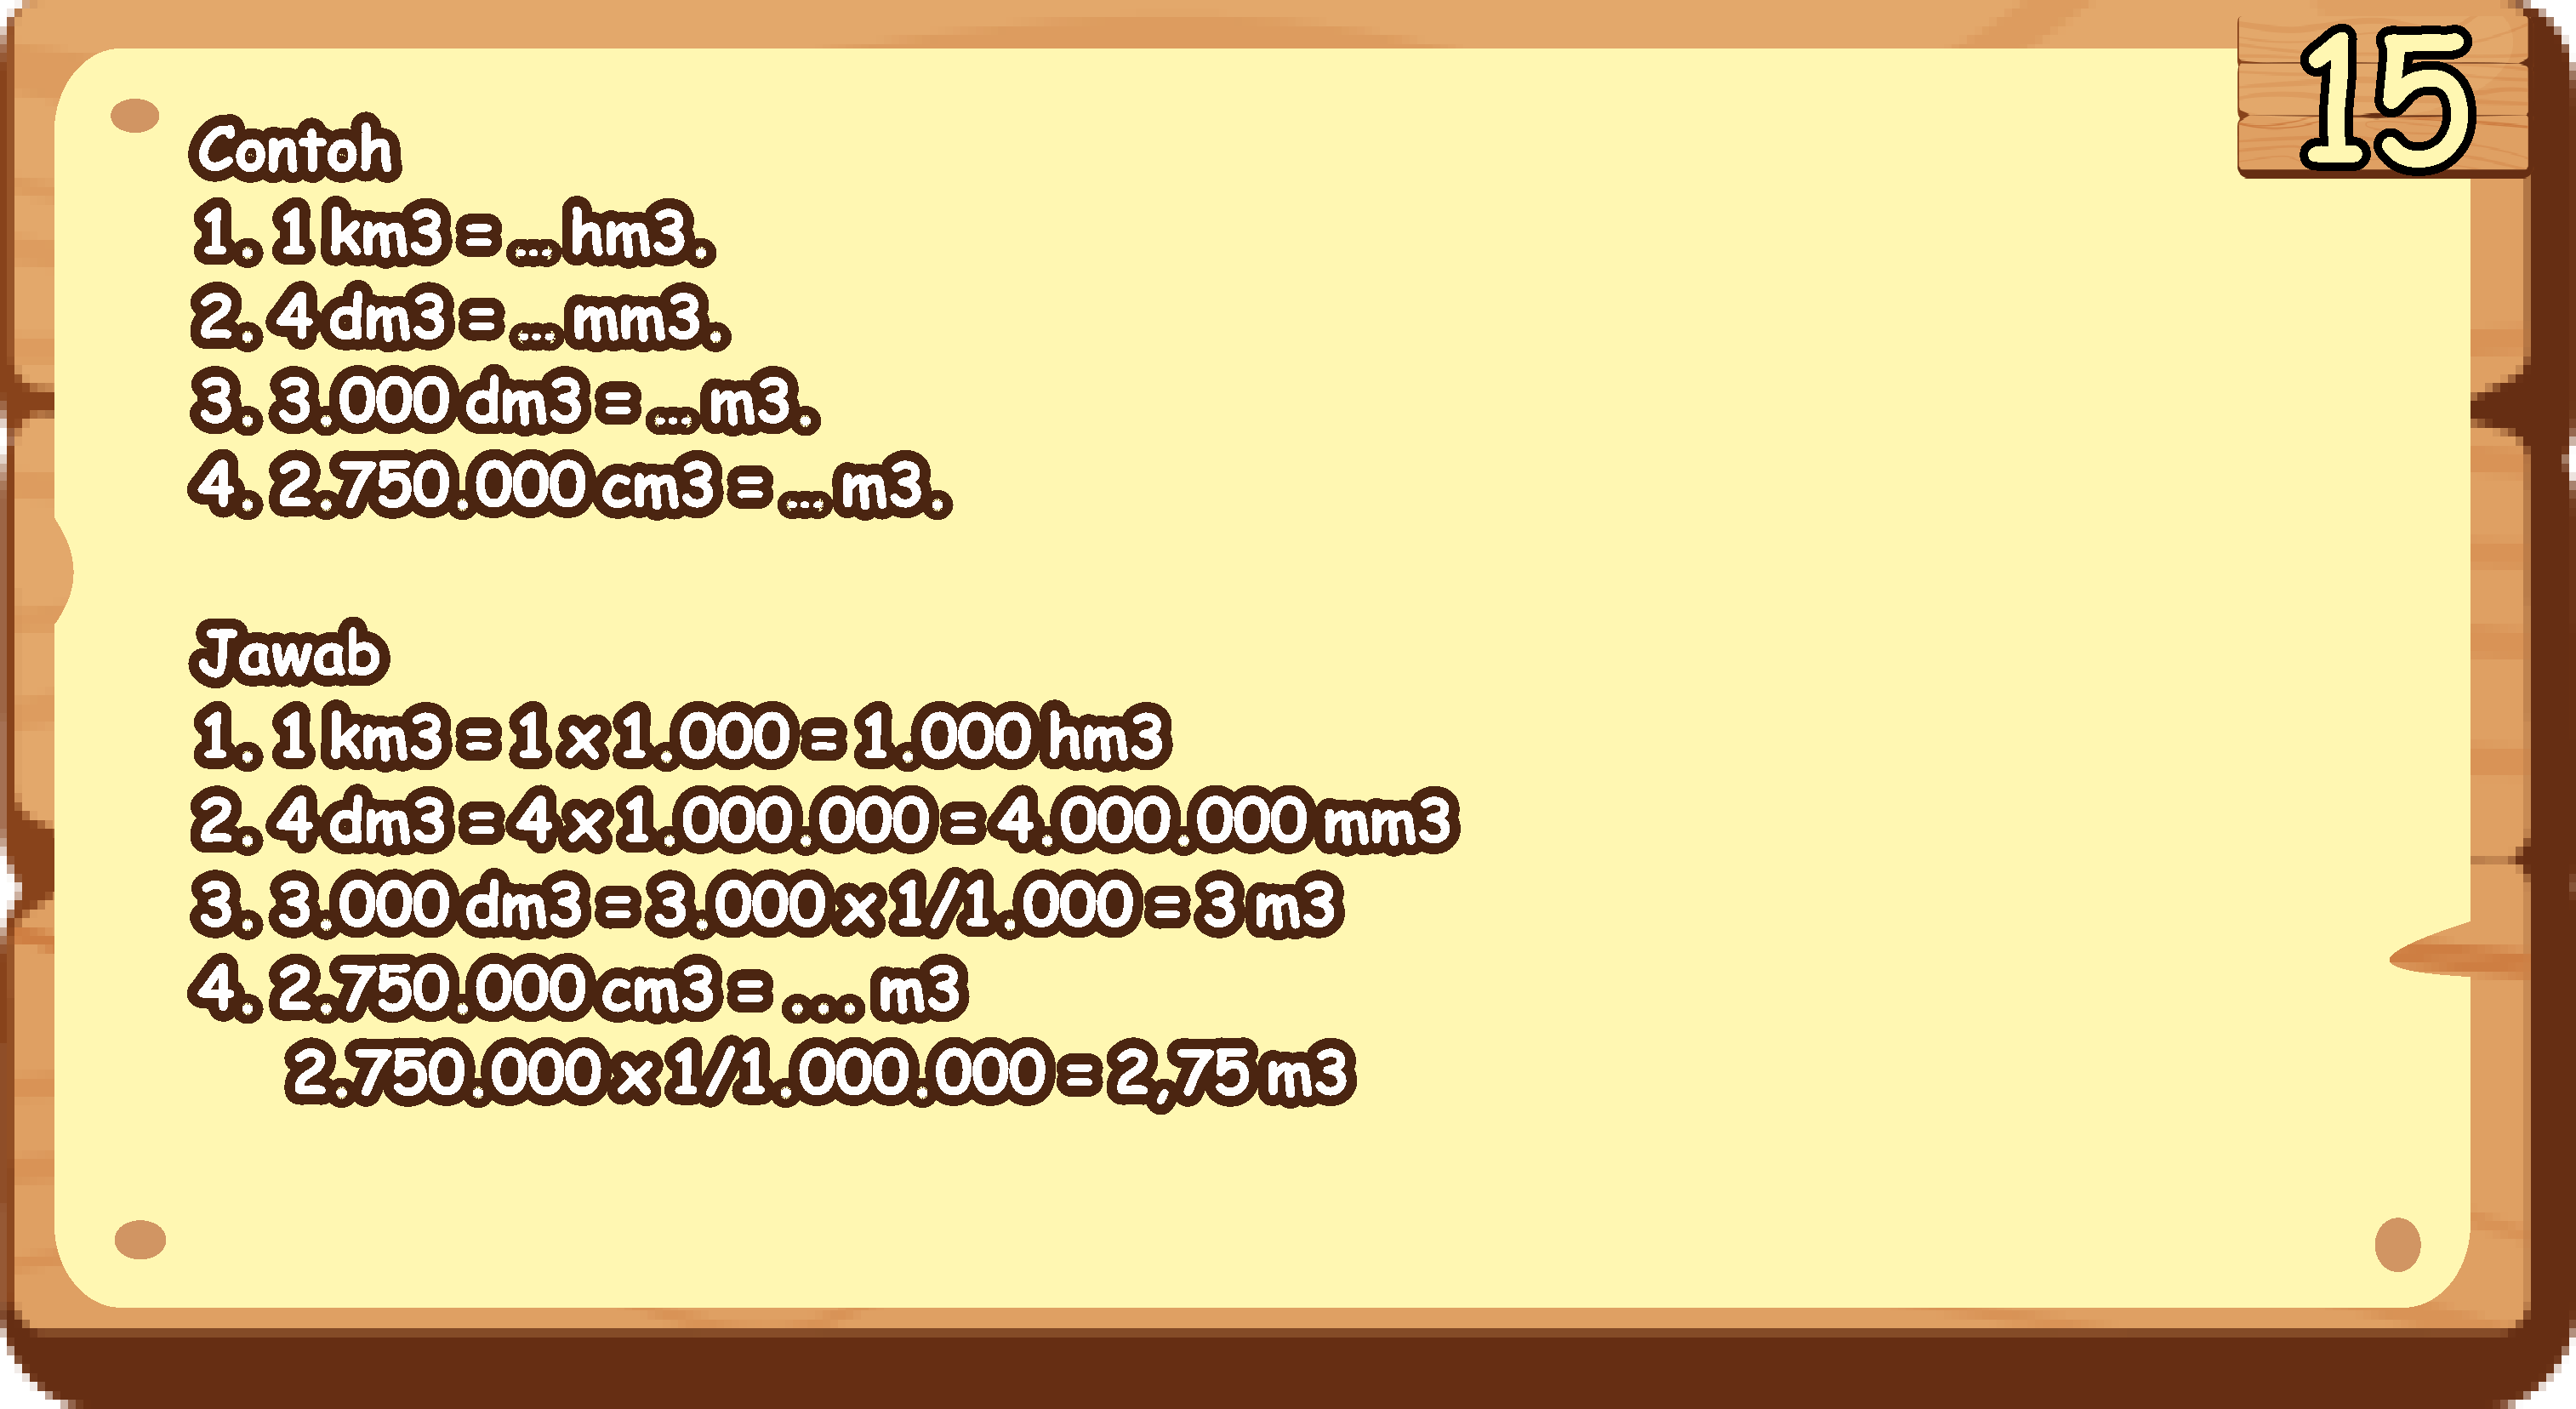 15
Contoh
1. 1 km3 = ... hm3.
2. 4 dm3 = ... mm3.
3. 3.000 dm3 = ... m3.
4. 2.750.000 cm3 = ... m3.
Jawab
1. 1 km3 = 1 x 1.000 = 1.000 hm3
2. 4 dm3 = 4 x 1.000.000 = 4.000.000 mm3
3. 3.000 dm3 = 3.000 x 1/1.000 = 3 m3
4. 2.750.000 cm3 = ... m3
2.750.000 x 1/1.000.000 = 2,75 m3